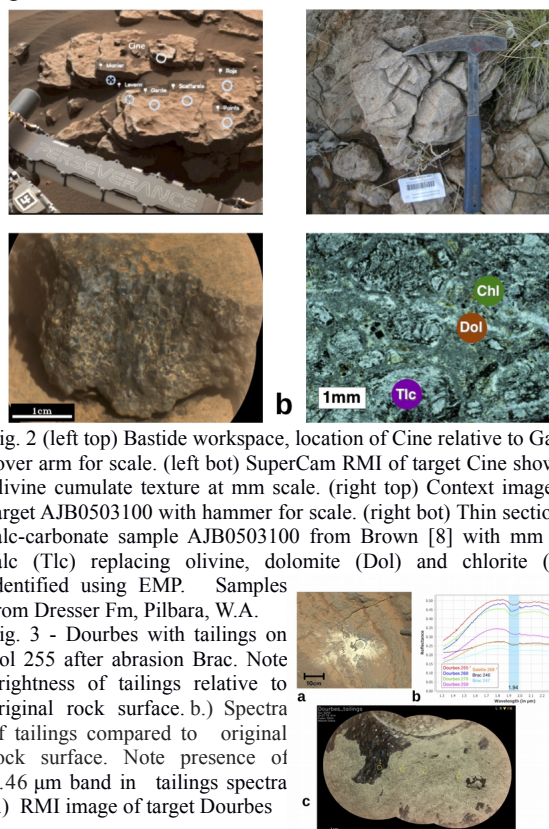 Cine
PERSEVERANCE
1cm
b
Chl
Dol
Tlc
1mm
ig. 2 (left top) Bastide workspace, location of Cine relative to Ga
over arm for scale. (left bot) SuperCam RMI of target Cine show
livine cumulate texture at mm scale. (right top) Context image
arget AJB0503100 with hammer for scale. (right bot) Thin sectio
alc-carbonate sample AJB0503100 from Brown [8] with mm
alc (Tlc) replacing olivine, dolomite (Dol) and chlorite (
dentified using EMP. Samples
rom Dresser Fm, Pilbara, W.A.
ig. 3 - Dourbes with tailings on
ol 255 after abrasion Brac. Note
rightness of tailings relative to
riginal rock surface. b.) Spectra
f tailings compared to original
ock surface. Note presence of
.46 μm band in tailings spectra
.) RMI image of target Dourbes
10cm
a
b
Reflectance
1.94
Wavelength (in μm)
Dourbes_tailings
c